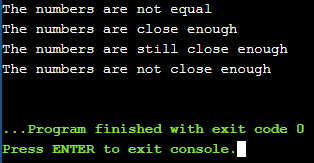 The numbers are not equal
The numbers are close enough
The numbers are still close enough
The numbers are not close enough
...Program finished with exit code 0
Press ENTER to exit console.